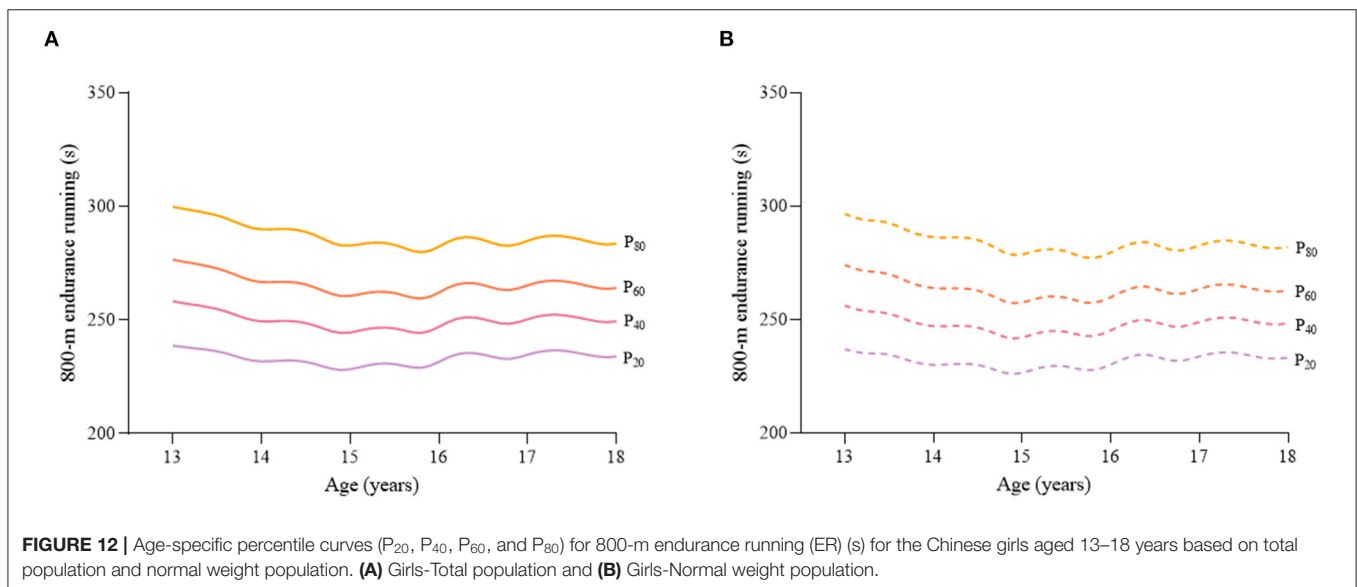 A
350
300
250
200
800-m endurance running (s)
P80
P60
P40
P20
13 14 15 16 17 18
Age (years)
B
350
300
250
200
800-m endurance running (s)
P80
P60
P40
P20
13 14 15 16 17 18
Age (years)
FIGURE 12 | Age-specific percentile curves (P20, P40, P60, and P80) for 800-m endurance running (ER) (s) for the Chinese girls aged 13–18 years based on total
population and normal weight population. (A) Girls-Total population and (B) Girls-Normal weight population.